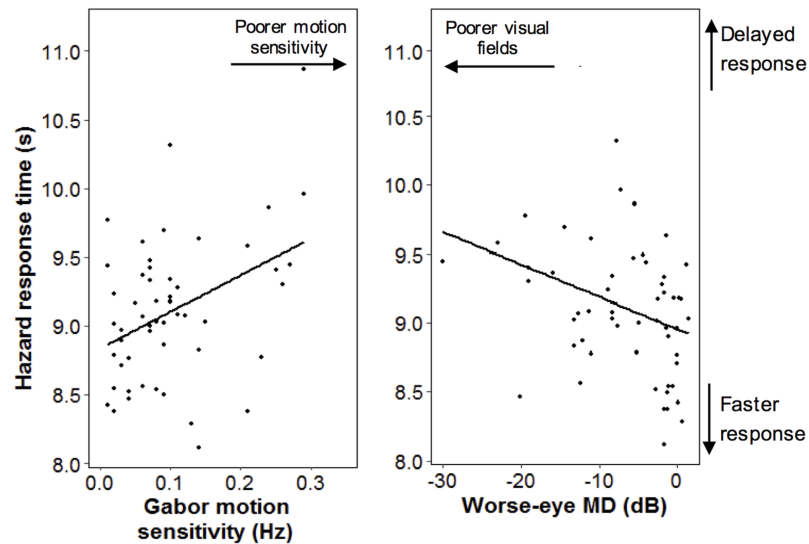 Poorer motion
sensitivity
11.0
10.5
10.0
9.5
9.0
8.5
8.0
Hazard response time (s)
0.0 0.1 0.2 0.3
Gabor motion
sensitivity (Hz)
Poorer visual
fields
11.0
10.5
10.0
9.5
9.0
8.5
8.0
-30 -20 -10 0
Worse-eye MD (dB)
Delayed
response
Faster
response